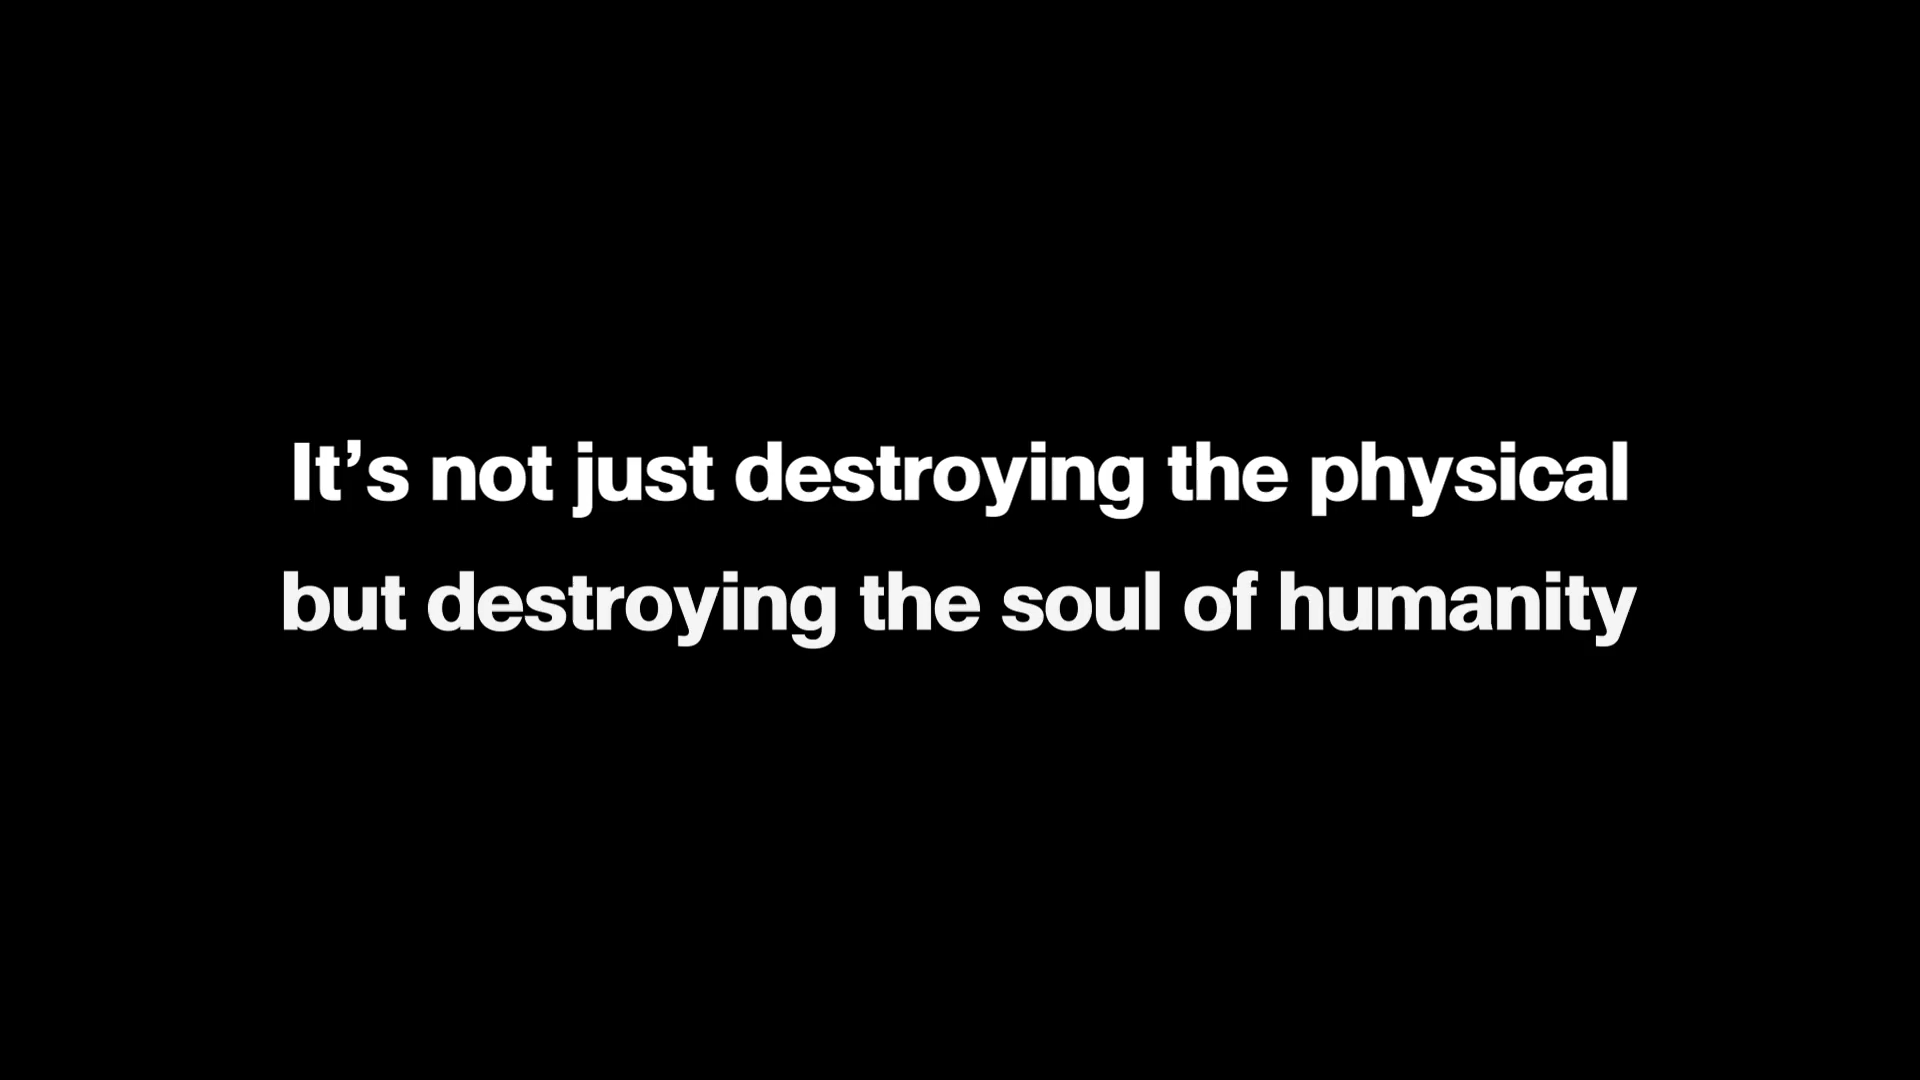 It’s not just destroying the physical
but destroying the soul of humanity